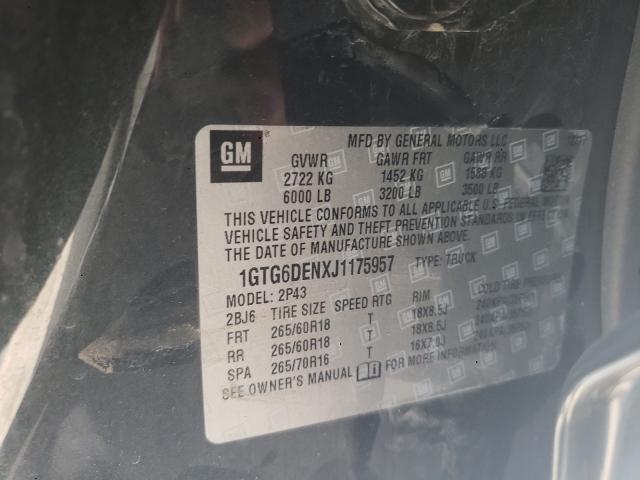 GM
MFD BY GENERAL MOTORS LLC
GVWR GAWR FRT GAWR RR
2722 KG 1452 KG 1588 KG
6000 LB 3200 LB 3500 LB
THIS VEHICLE CONFORMS TO ALL APPLICABLE U.S. FEDERAL MOTOR
VEHICLE SAFETY AND THEFT PREVENTION STANDARDS IN EFFECT ON
THE DATE OF MANUFACTURE SHOWN ABOVE.
1GTG6DENXJ1175957 TYPE: TRUCK
MODEL: 2P43
2BJ6 TIRE SIZE SPEED RTG RIM COLD TIRE PRESSURE
FRT 265/60R18 T 18X8.5J
RR 265/60R18 T 18X8.5J
SPA 265/70R16 T 16X7.0J
SEE OWNER'S MANUAL FOR MORE INFORMATION